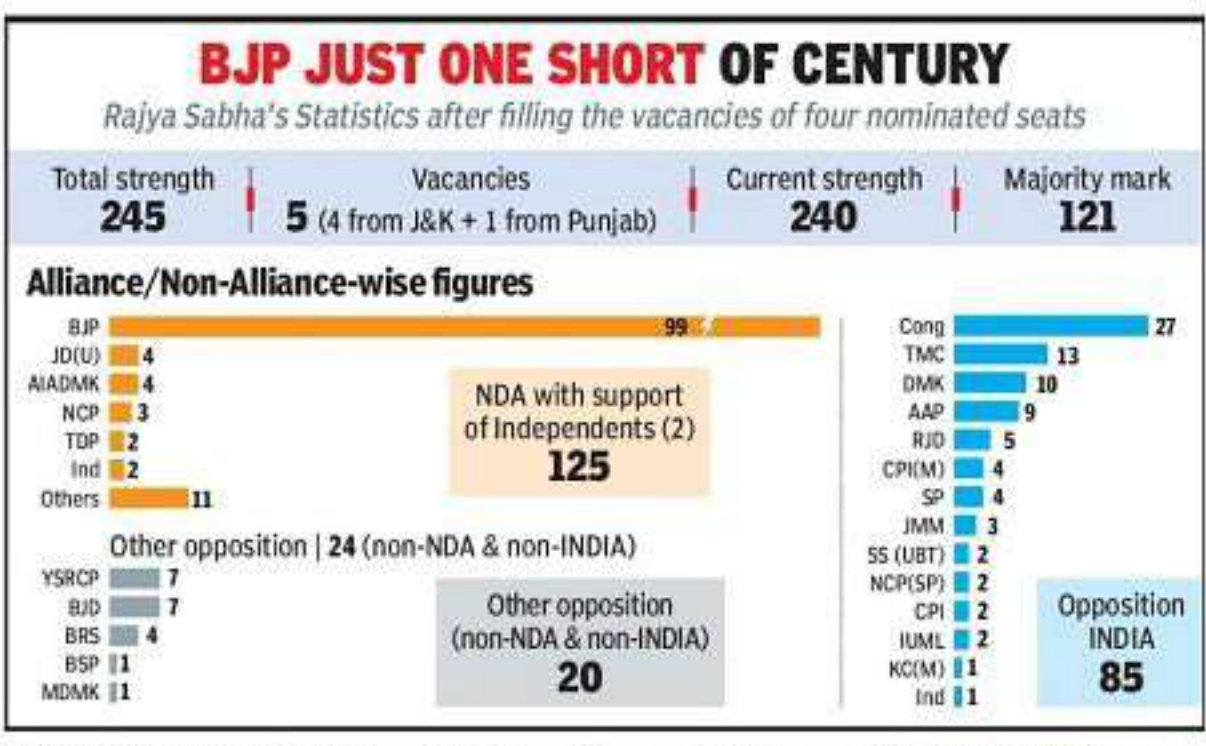 BJP JUST ONE SHORT OF CENTURY
Rajya Sabha's Statistics after filling the vacancies of four nominated seats
Total strength
245
Vacancies
5 (4 from J&K + 1 from Punjab)
Current strength
240
Majority mark
121
Alliance/Non-Alliance-wise figures
BJP 99
JD(U) 4
AIADMK 4
NCP 3
TDP 2
Ind 2
Others 11
NDA with support
of Independents (2)
125
Other opposition | 24 (non-NDA & non-INDIA)
YSRCP 7
BJD 7
BRS 4
BSP 1
MDMK 1
Other opposition
(non-NDA & non-INDIA)
20
Cong 27
TMC 13
DMK 10
AAP 9
RJD 5
CPI(M) 4
SP 4
JMM 3
SS (UBT) 2
NCP(SP) 2
CPI 2
IUML 2
KC(M) 1
Ind 1
Opposition
INDIA
85